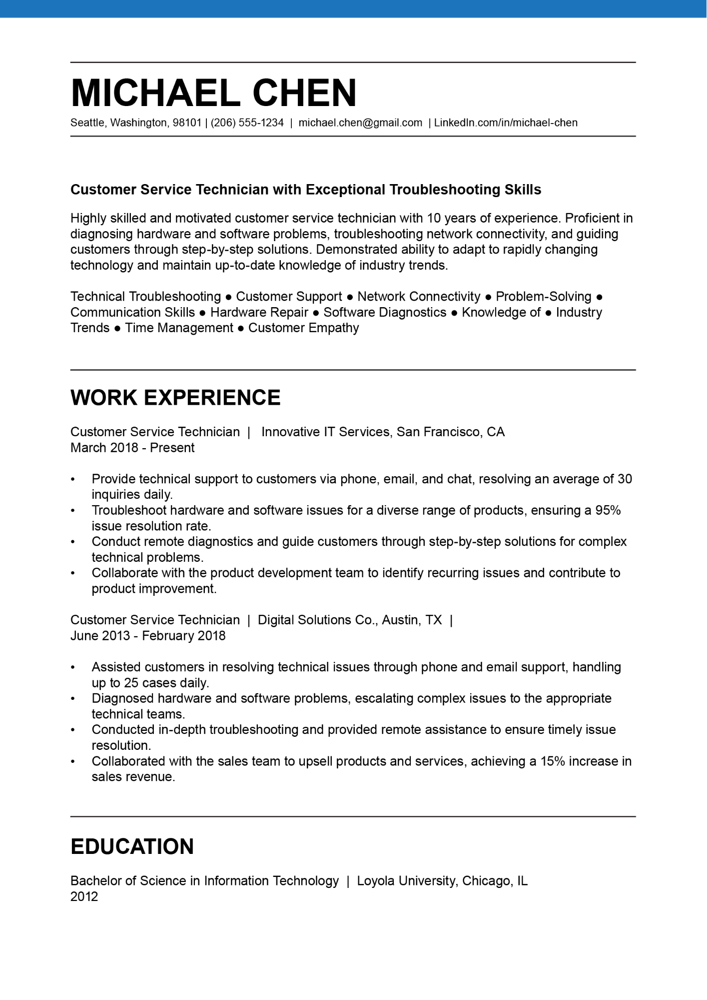 MICHAEL CHEN
Seattle, Washington, 98101 | (206) 555-1234 | michael.chen@gmail.com | LinkedIn.com/in/michael-chen
Customer Service Technician with Exceptional Troubleshooting Skills
Highly skilled and motivated customer service technician with 10 years of experience. Proficient in
diagnosing hardware and software problems, troubleshooting network connectivity, and guiding
customers through step-by-step solutions. Demonstrated ability to adapt to rapidly changing
technology and maintain up-to-date knowledge of industry trends.
Technical Troubleshooting ● Customer Support ● Network Connectivity ● Problem-Solving ●
Communication Skills ● Hardware Repair ● Software Diagnostics ● Knowledge of ● Industry
Trends ● Time Management ● Customer Empathy
WORK EXPERIENCE
Customer Service Technician | Innovative IT Services, San Francisco, CA
March 2018 - Present
• Provide technical support to customers via phone, email, and chat, resolving an average of 30
inquiries daily.
• Troubleshoot hardware and software issues for a diverse range of products, ensuring a 95%
issue resolution rate.
• Conduct remote diagnostics and guide customers through step-by-step solutions for complex
technical problems.
• Collaborate with the product development team to identify recurring issues and contribute to
product improvement.
Customer Service Technician | Digital Solutions Co., Austin, TX |
June 2013 - February 2018
• Assisted customers in resolving technical issues through phone and email support, handling
up to 25 cases daily.
• Diagnosed hardware and software problems, escalating complex issues to the appropriate
technical teams.
• Conducted in-depth troubleshooting and provided remote assistance to ensure timely issue
resolution.
• Collaborated with the sales team to upsell products and services, achieving a 15% increase in
sales revenue.
EDUCATION
Bachelor of Science in Information Technology | Loyola University, Chicago, IL
2012